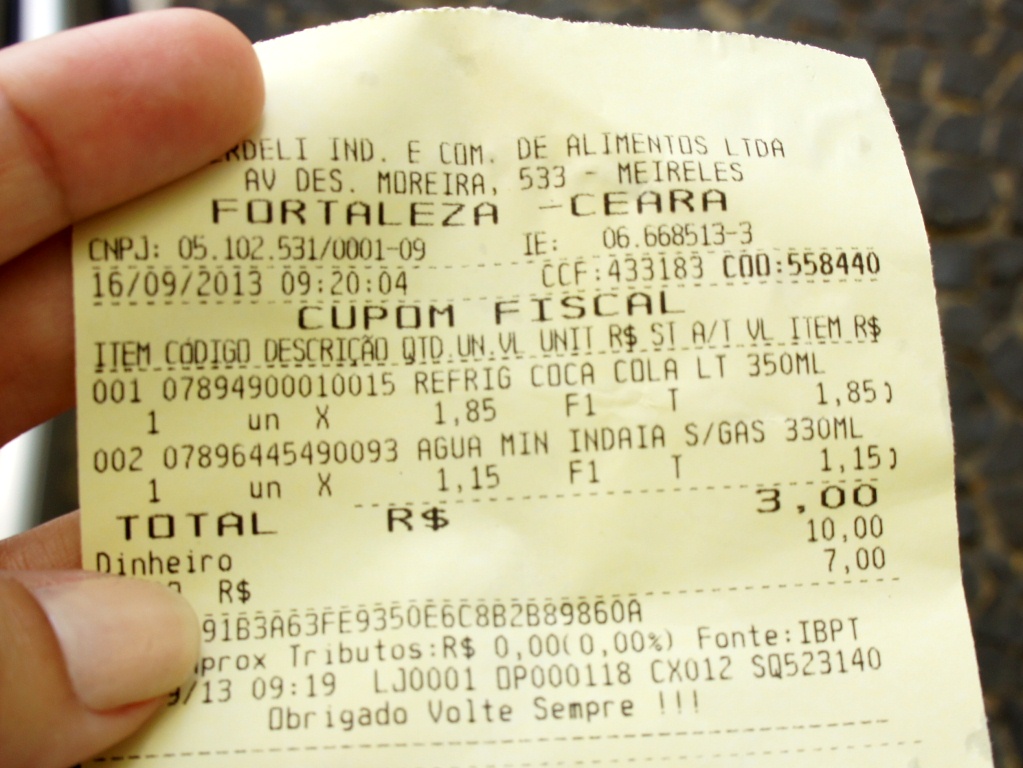 ERDELI IND. E COM. DE ALIMENTOS LTDA
AV DES. MOREIRA, 533 - MEIRELES
FORTALEZA -CEARA
CNPJ: 05.102.531/0001-09 IE: 06.668513-3
16/09/2013 09:20:04 CCF:433183 COO:558440
CUPOM FISCAL
ITEM CÓDIGO DESCRIÇÃO QTD.UN.VL UNIT R$ ST A/T VL ITEM R$
001 07894900010015 REFRIG COCA COLA LT 350ML
1 un X 1,85 F1 T 1,85)
002 07896445490093 AGUA MIN INDAIA S/GAS 330ML
1 un X 1,15 F1 T 1,15)
TOTAL R$ 3,00
Dinheiro 10,00
R$ 7,00
91B3A63FE9350E6C8B2B89860A
prox Tributos:R$ 0,00(0,00%) Fonte:IBPT
9/13 09:19 LJ0001 OP000118 CX012 SQ523140
Obrigado Volte Sempre !!!